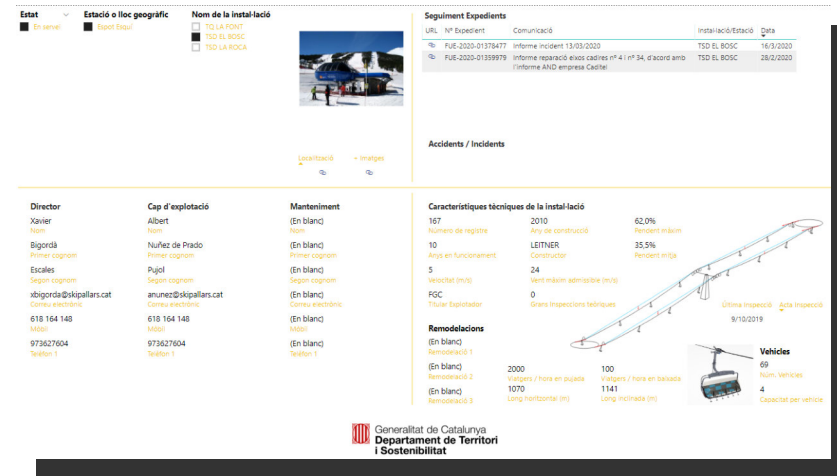 Estat
En servei
Estació o lloc geogràfic
Espot Esquí
Nom de la instal·lació
TQ LA FONT
TSD EL BOSC
TSD LA ROCA
Localització + Imatges
Seguiment Expedients
URL Nº Expedient Comunicació Instal·lació/Estació Data
FUE-2020-01378477 Informe incident 13/03/2020 TSD EL BOSC 16/3/2020
FUE-2020-01359979 Informe reparació eixos cadires nº 4 i nº 34, d'acord amb TSD EL BOSC 28/2/2020
l'Informe AND empresa Caditel
Accidents / Incidents
Director
Xavier
Nom
Bigordà
Primer cognom
Escales
Segon cognom
xbigorda@skipallars.cat
Correu electrònic
618 164 148
Mòbil
973627604
Telèfon 1
Cap d'explotació
Albert
Nom
Nuñez de Prado
Primer cognom
Pujol
Segon cognom
anunez@skipallars.cat
Correu electrònic
618 164 148
Mòbil
973627604
Telèfon 1
Manteniment
(En blanc)
Nom
(En blanc)
Primer cognom
(En blanc)
Segon cognom
(En blanc)
Correu electrònic
(En blanc)
Mòbil
(En blanc)
Telèfon 1
Característiques tècniques de la instal·lació
167 2010 62,0%
Número de registre Any de construcció Pendent màxim
10 LEITNER 35,5%
Anys en funcionament Constructor Pendent mitjà
5 24
Velocitat (m/s) Vent màxim admissible (m/s)
FGC 0
Titular Explotador Grans Inspeccions teòriques
Última Inspecció Acta Inspecció
9/10/2019
Remodelacions
(En blanc)
Remodelació 1
(En blanc)
Remodelació 2
(En blanc)
Remodelació 3
2000 100
Viatgers / hora en pujada Viatgers / hora en baixada
1070 1141
Long horitzontal (m) Long inclinada (m)
Vehicles
69
Núm. Vehicles
4
Capacitat per vehicle
Generalitat de Catalunya
Departament de Territori
i Sostenibilitat